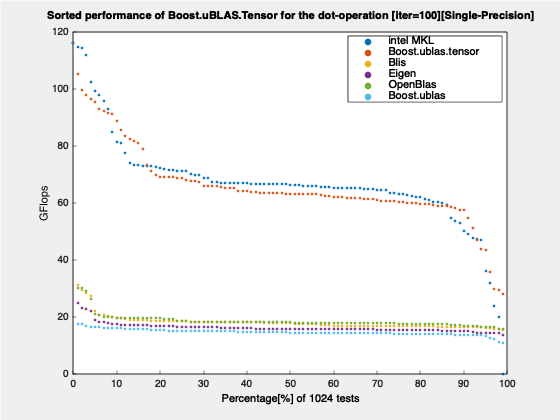 Sorted performance of Boost.uBLAS.Tensor for the dot-operation [iter=100][Single-Precision]
120
100
80
60
40
20
0
GFlops
intel MKL
Boost.ublas.tensor
Blis
Eigen
OpenBlas
Boost.ublas
0 10 20 30 40 50 60 70 80 90 100
Percentage[%] of 1024 tests